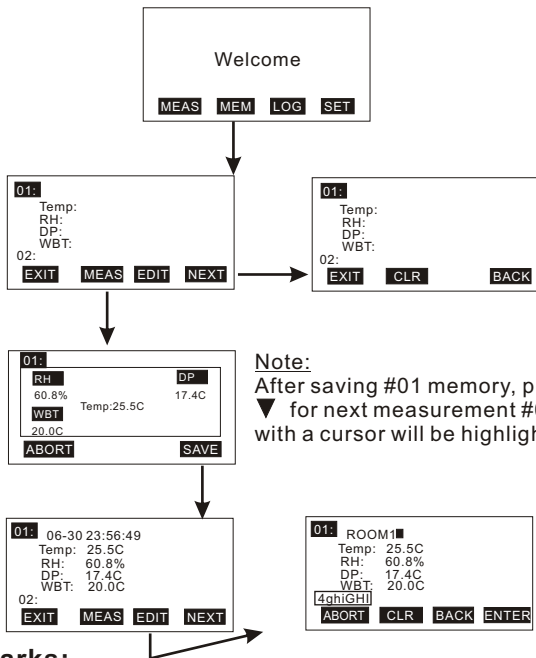 Welcome
MEAS MEM LOG SET
01:
Temp:
RH:
DP:
WBT:
02:
EXIT MEAS EDIT NEXT
01:
Temp:
RH:
DP:
WBT:
02:
EXIT CLR BACK
01:
RH DP
60.8% 17.4C
Temp:25.5C
WBT
20.0C
ABORT SAVE
Note:
After saving #01 memory, p
▼ for next measurement #
with a cursor will be highligh
01: 06-30 23:56:49
Temp: 25.5C
RH: 60.8%
DP: 17.4C
WBT: 20.0C
02:
EXIT MEAS EDIT NEXT
01: ROOM1
Temp: 25.5C
RH: 60.8%
DP: 17.4C
WBT: 20.0C
4ghiGHI
ABORT CLR BACK ENTER